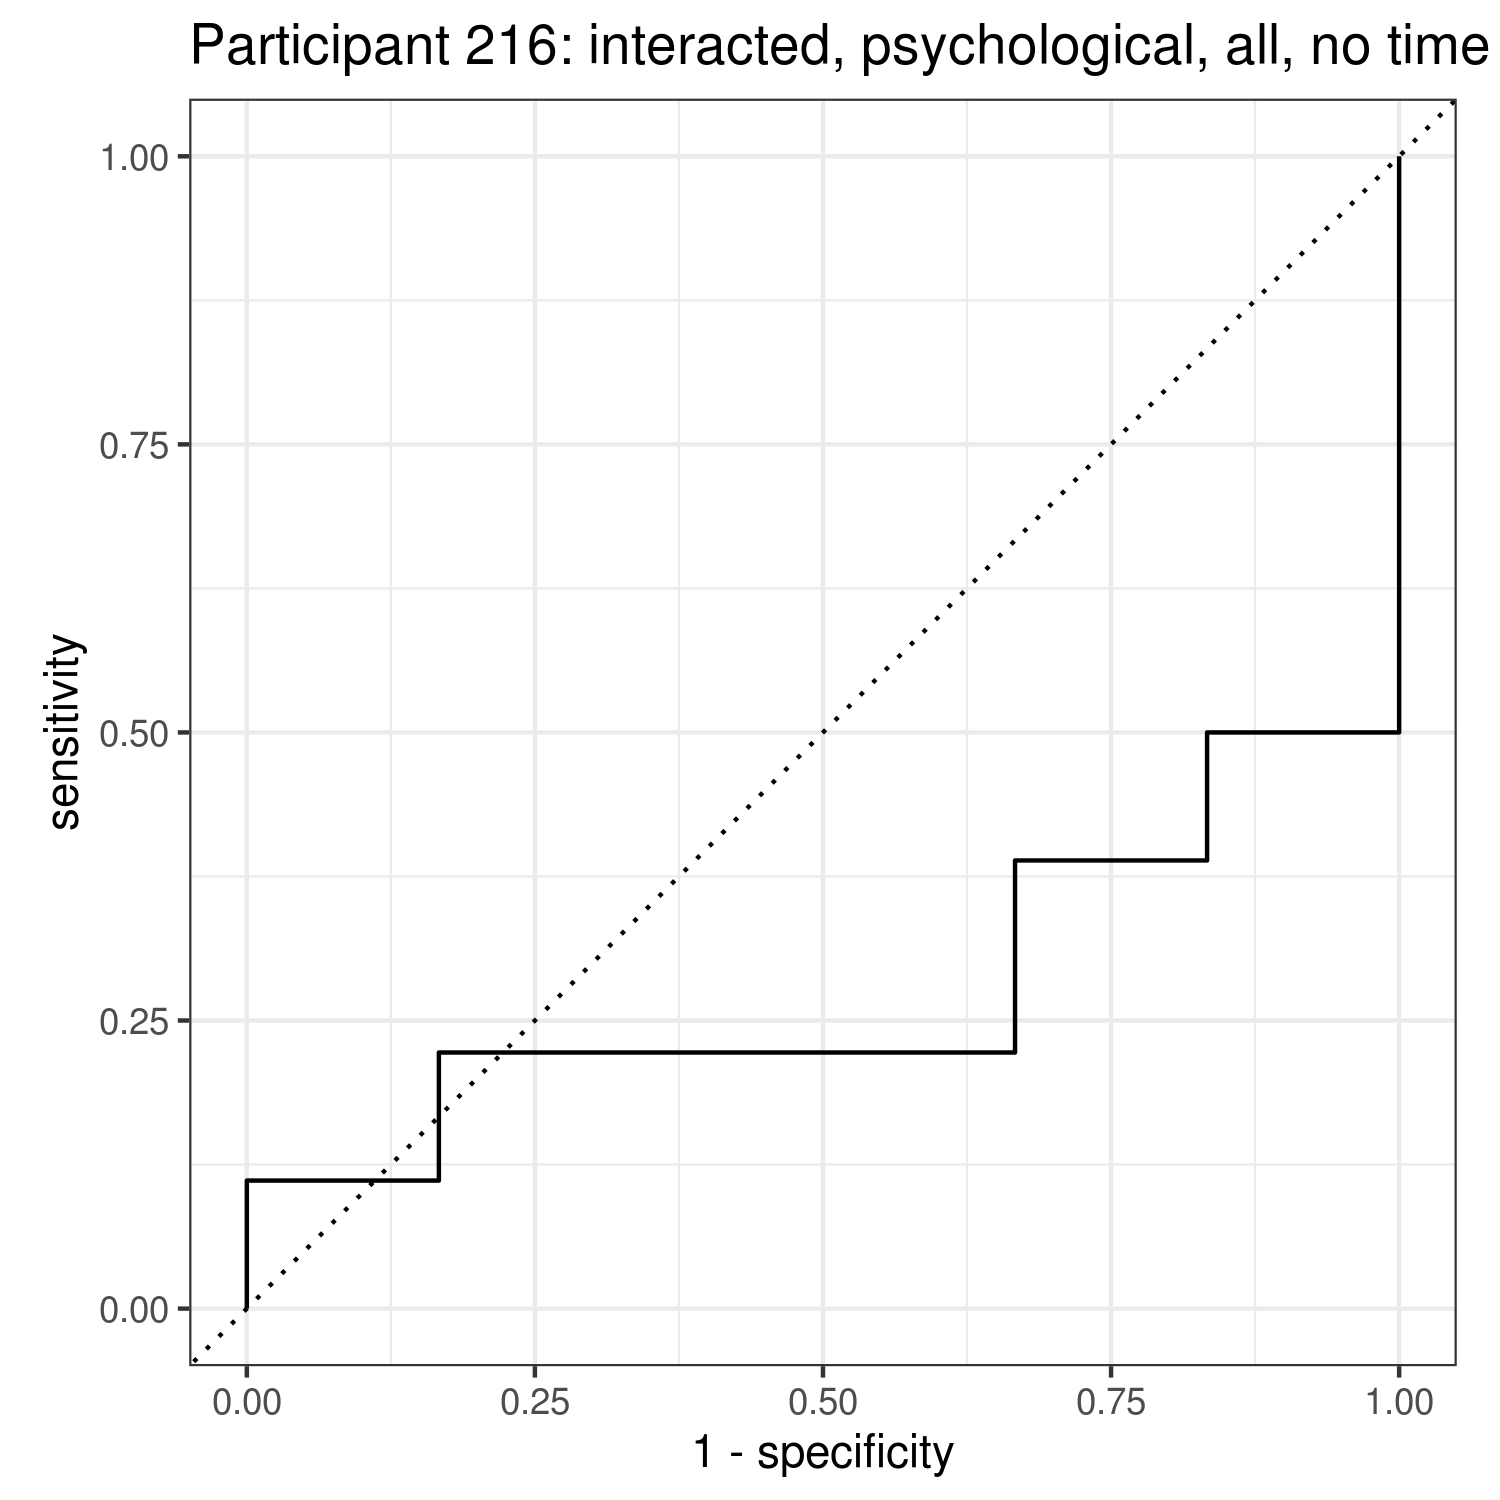 Participant 216: interacted, psychological, all, no time
1.00
0.75
0.50
0.25
0.00
sensitivity
0.00 0.25 0.50 0.75 1.00
1 - specificity